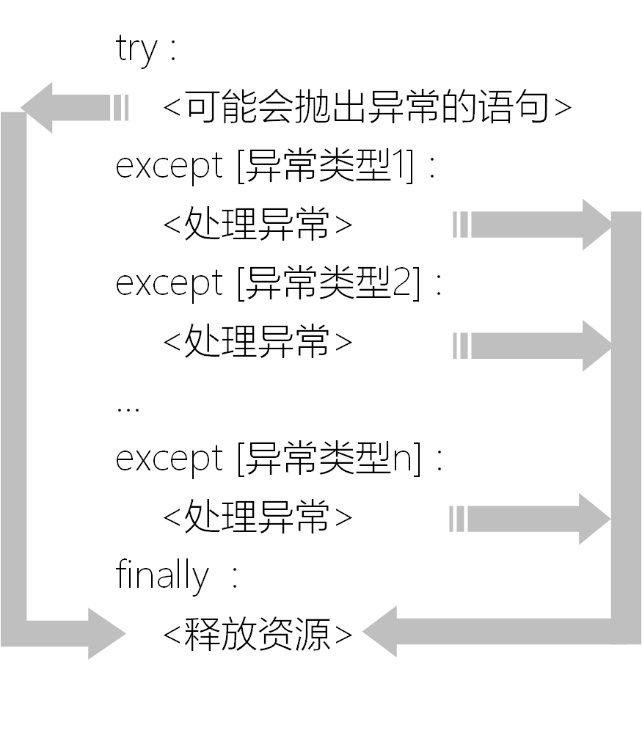 try :
<可能会抛出异常的语句>
except [异常类型1] :
<处理异常>
except [异常类型2] :
<处理异常>
...
except [异常类型n] :
<处理异常>
finally :
<释放资源>